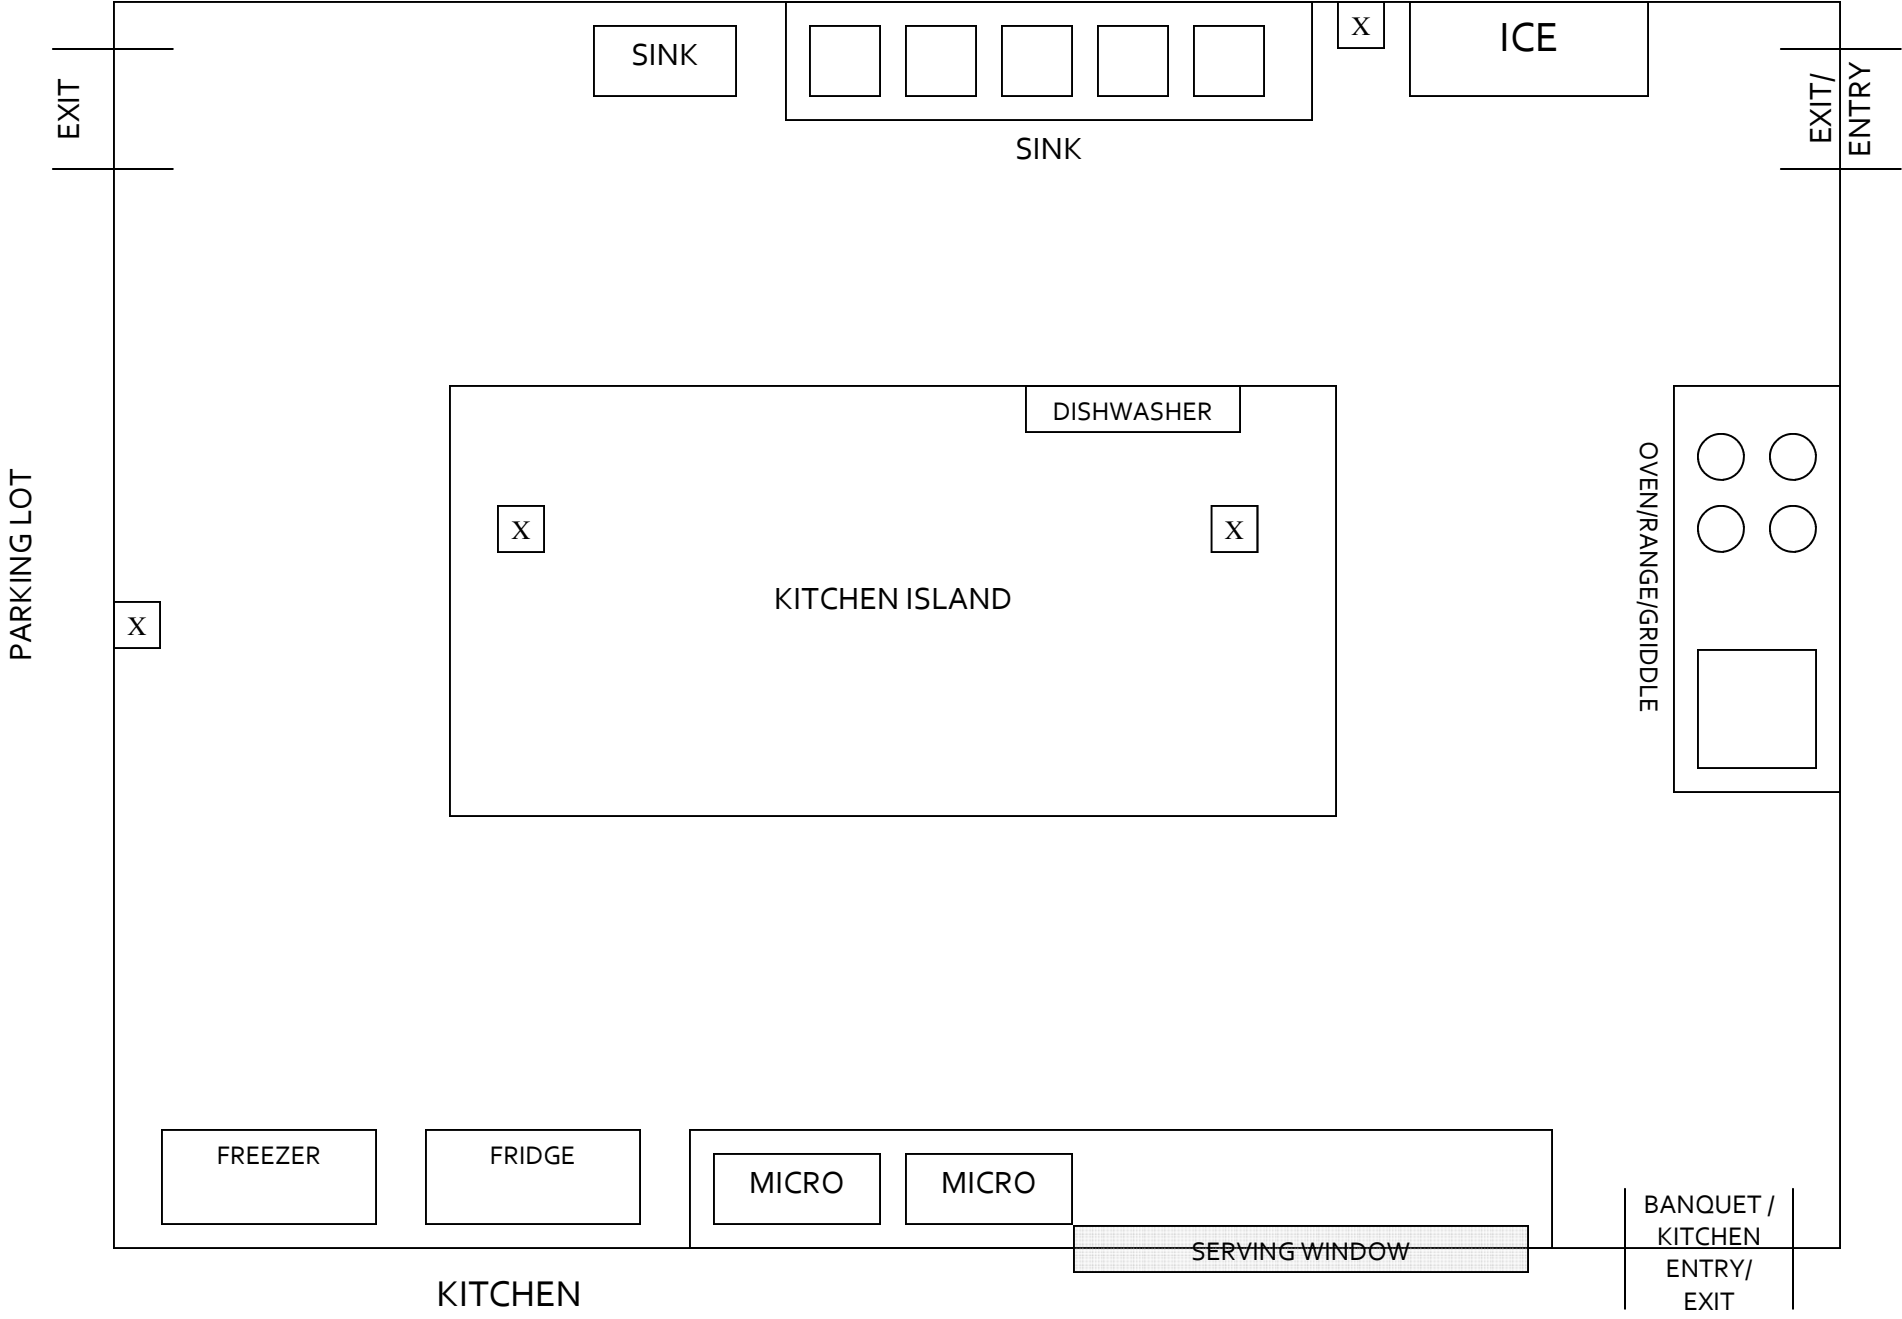 X
ICE
SINK
EXIT
EXIT/
ENTRY
SINK
DISHWASHER
X
X
KITCHEN ISLAND
OVEN/RANGE/GRIDDLE
PARKING LOT
X
FREEZER
FRIDGE
MICRO
MICRO
SERVING WINDOW
BANQUET /
KITCHEN
ENTRY/
EXIT
KITCHEN